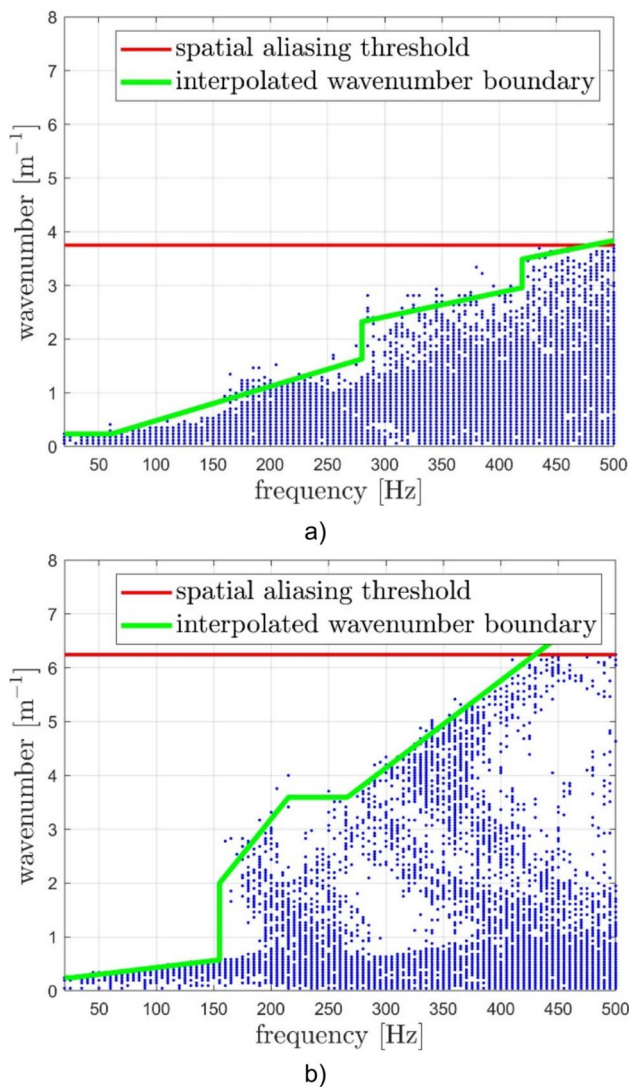 8
spatial aliasing threshold
7
interpolated wavenumber boundary
6
5
4
3
2
1
0
wavenumber [m⁻¹]
50 100 150 200 250 300 350 400 450 500
frequency [Hz]
a)
8
spatial aliasing threshold
7
interpolated wavenumber boundary
6
5
4
3
2
1
0
wavenumber [m⁻¹]
50 100 150 200 250 300 350 400 450 500
frequency [Hz]
b)